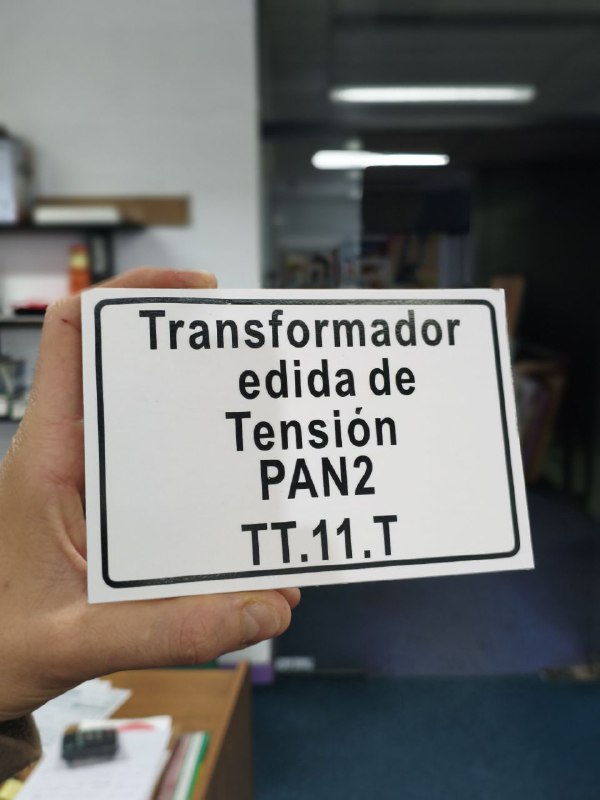 Transformador
edida de
Tensión
PAN2
TT.11.T